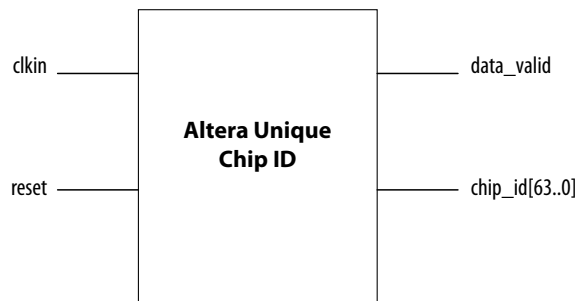 clkin
data_valid
Altera Unique
Chip ID
reset
chip_id[63..0]